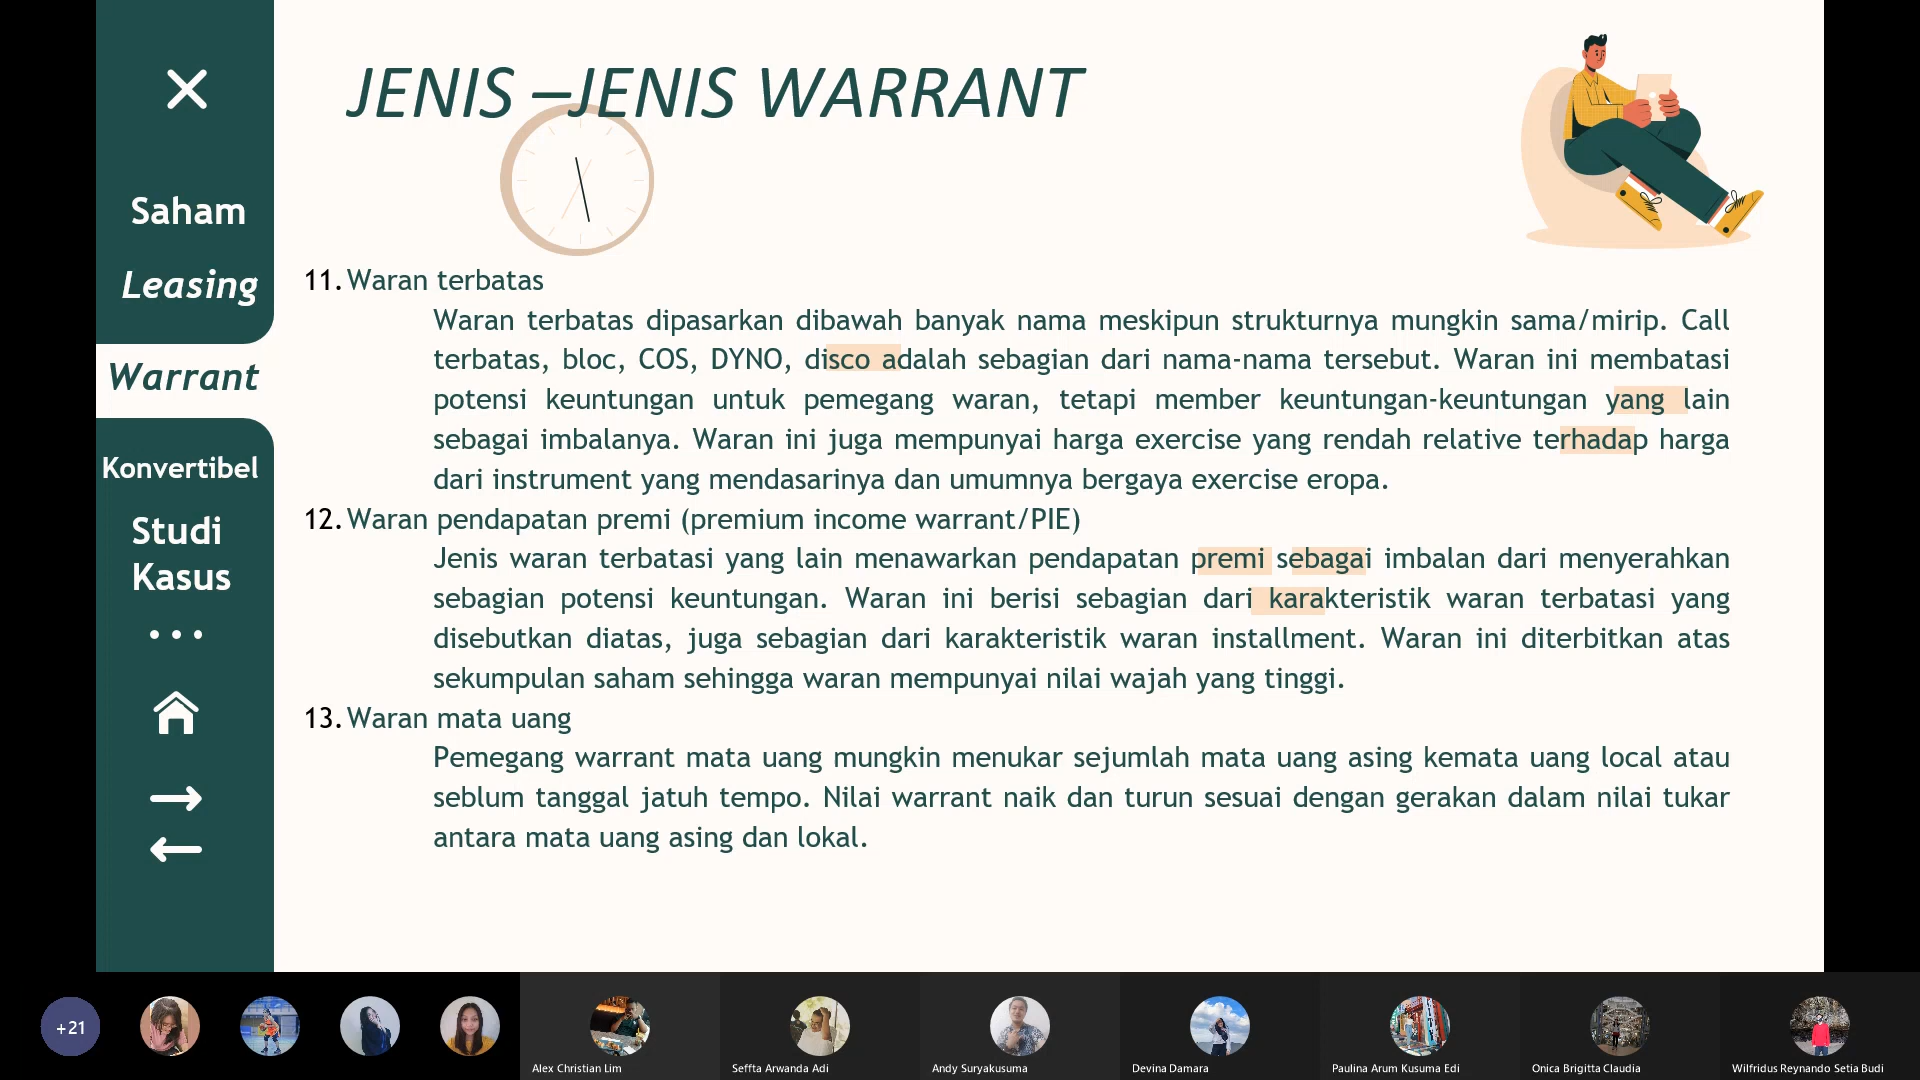 JENIS –JENIS WARRANT
Saham
Leasing
Warrant
Konvertibel
Studi
Kasus
11. Waran terbatas
Waran terbatas dipasarkan dibawah banyak nama meskipun strukturnya mungkin sama/mirip. Call
terbatas, bloc, COS, DYNO, disco adalah sebagian dari nama-nama tersebut. Waran ini membatasi
potensi keuntungan untuk pemegang waran, tetapi member keuntungan-keuntungan yang lain
sebagai imbalanya. Waran ini juga mempunyai harga exercise yang rendah relative terhadap harga
dari instrument yang mendasarinya dan umumnya bergaya exercise eropa.
12. Waran pendapatan premi (premium income warrant/PIE)
Jenis waran terbatasi yang lain menawarkan pendapatan premi sebagai imbalan dari menyerahkan
sebagian potensi keuntungan. Waran ini berisi sebagian dari karakteristik waran terbatasi yang
disebutkan diatas, juga sebagian dari karakteristik waran installment. Waran ini diterbitkan atas
sekumpulan saham sehingga waran mempunyai nilai wajah yang tinggi.
13. Waran mata uang
Pemegang warrant mata uang mungkin menukar sejumlah mata uang asing kemata uang local atau
seblum tanggal jatuh tempo. Nilai warrant naik dan turun sesuai dengan gerakan dalam nilai tukar
antara mata uang asing dan lokal.
+21
Alex Christian Lim
Seffta Arwanda Adi
Andy Suryakusuma
Devina Damara
Paulina Arum Kusuma Edi
Onica Brigitta Claudia
Wilfridus Reynando Setia Budi